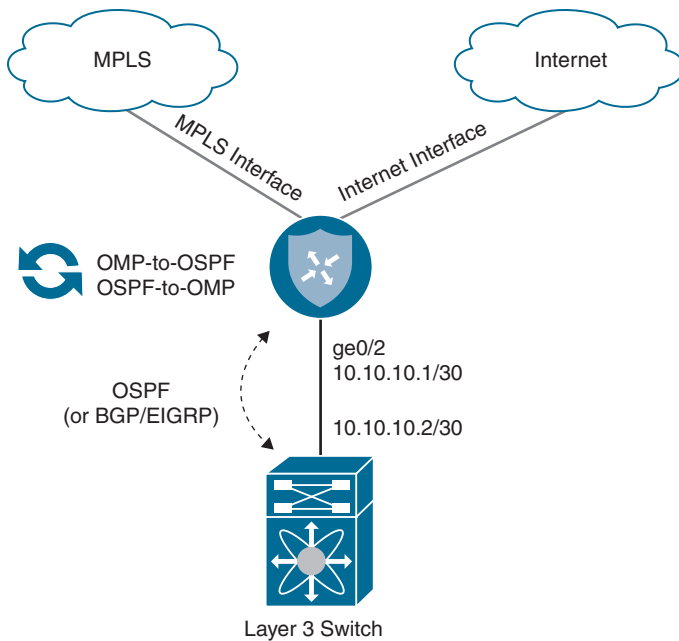 MPLS
Internet
MPLS Interface
Internet Interface
OMP-to-OSPF
OSPF-to-OMP
ge0/2
10.10.10.1/30
OSPF
(or BGP/EIGRP)
10.10.10.2/30
Layer 3 Switch